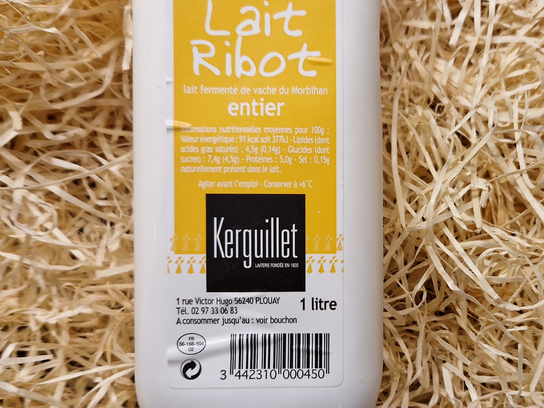 Lait
Ribot
lait fermenté de vache du Morbihan
entier
Informations nutritionnelles moyennes pour 100g :
Valeur énergétique : 91 kcal soit 377kJ - Lipides (dont
acides gras saturés) : 4,5g (0,14g) - Glucides (dont
sucres) : 7,4g (4,5g) - Protéines : 5,0g - Sel : 0,15g
naturellement présent dans le lait.
Agiter avant l'emploi - Conserver à +6°C
Kerguillet
LAITERIE FONDÉE EN 1935
1 rue Victor Hugo 56240 PLOUAY
Tél. 02 97 33 06 83
1 litre
A consommer jusqu'au : voir bouchon
FR
CE
3 442310 000450